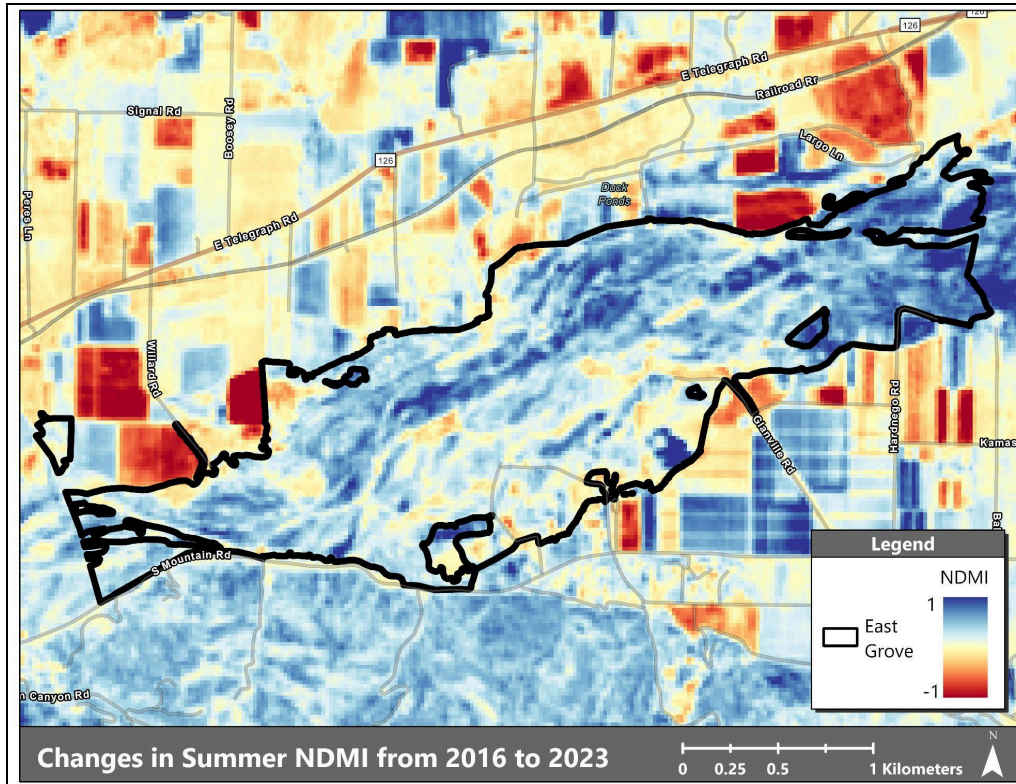 126
126
E Telegraph Rd
Railroad Rr
Signal Rd
Boosey Rd
Largo Ln
126
Duck
Ponds
Peres Ln
E Telegraph Rd
Willard Rd
Hardnego Rd
Glanville Rd
Kamas
S Mountain Rd
n Canyon Rd
Legend
NDMI
1
East
Grove
-1
Changes in Summer NDMI from 2016 to 2023
N
0 0.25 0.5 1 Kilometers